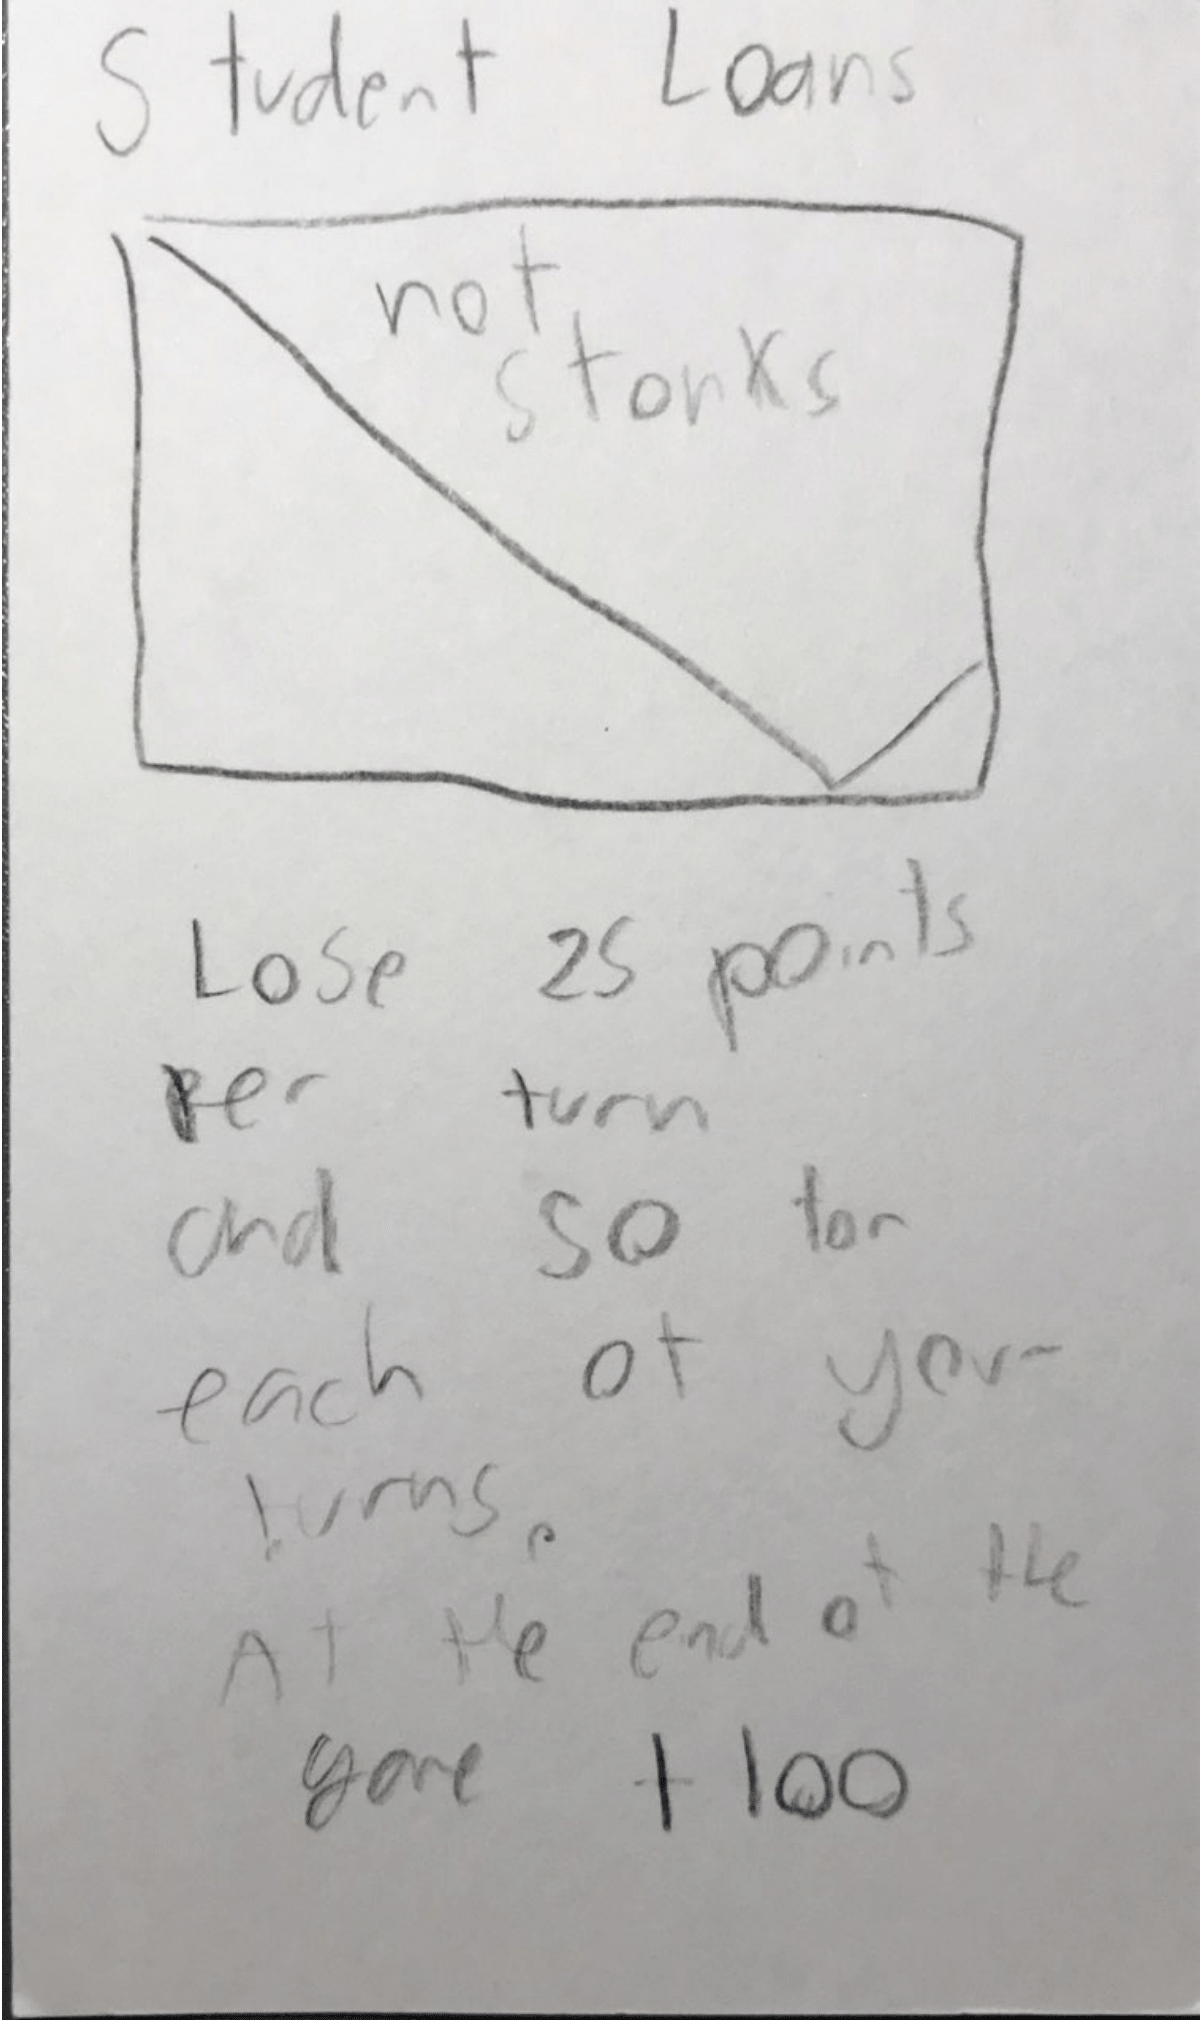 Student Loans
not
stonks
Lose 25 points
per turn
and 50 for
each of your
turns.
At the end of the
game +100